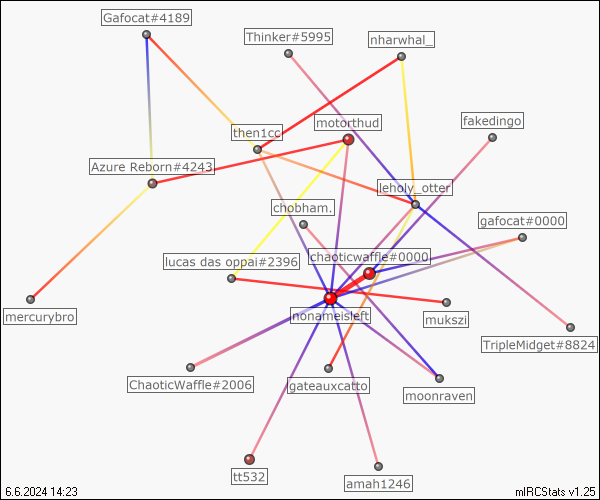 Gafocat#4189
Thinker#5995
nharwhal_
fakedingo
motorthud
then1cc
Azure Reborn#4243
leholy_otter
chobham.
gafocat#0000
chaoticwaffle#0000
lucas das oppai#2396
nonameisleft
mukszi
mercurybro
TripleMidget#8824
ChaoticWaffle#2006
gateauxcatto
moonraven
tt532
amah1246
6.6.2024 14:23
mIRCStats v1.25